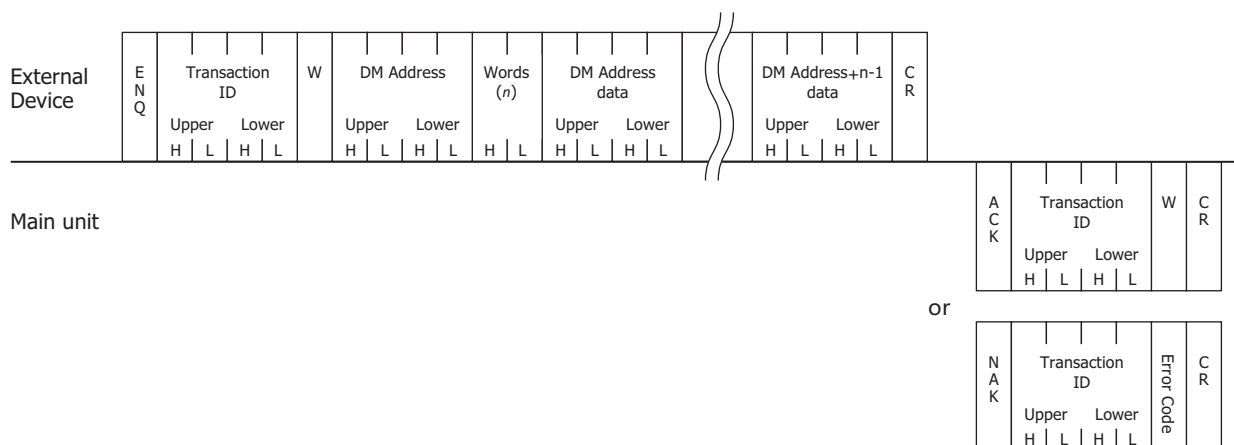 External Device
E N Q
Transaction ID
Upper Lower
H L H L
W
DM Address
Upper Lower
H L H L
Words (n)
H L
DM Address data
Upper Lower
H L H L
DM Address+n-1 data
Upper Lower
H L H L
C R
Main unit
A C K
Transaction ID
Upper Lower
H L H L
W
C R
or
N A K
Transaction ID
Upper Lower
H L H L
Error Code
C R